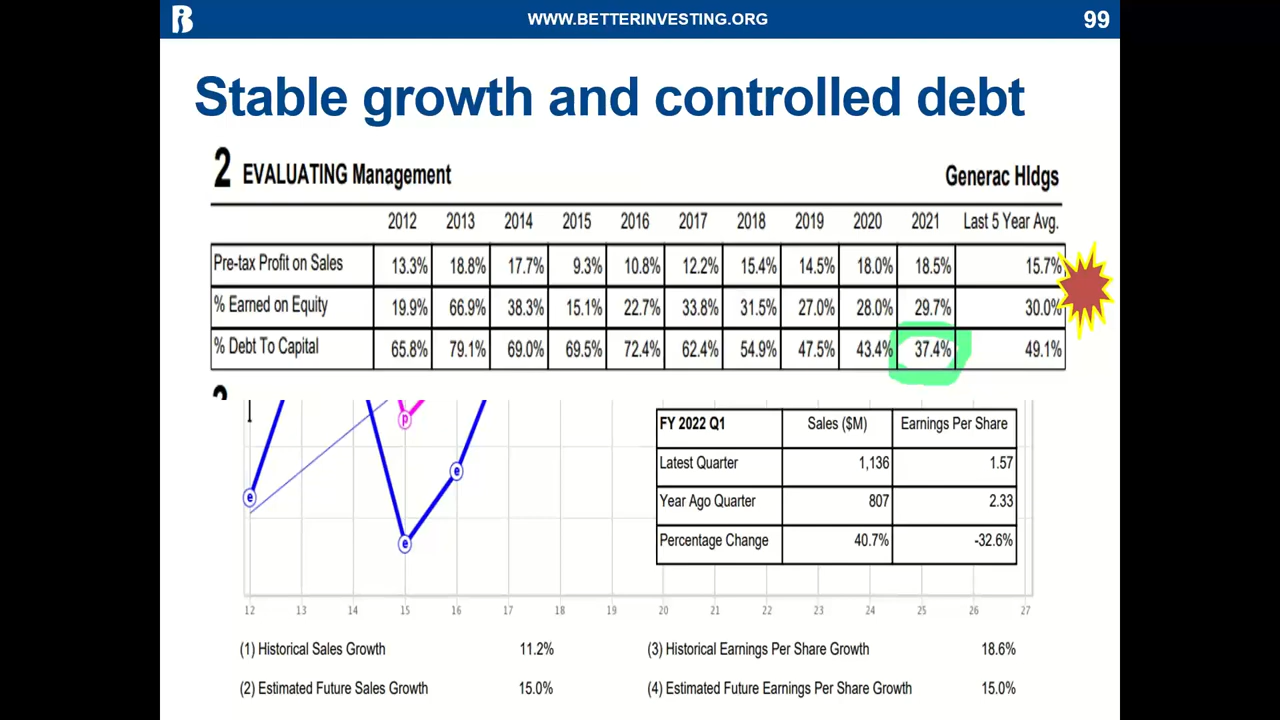 WWW.BETTERINVESTING.ORG 99
Stable growth and controlled debt
2 EVALUATING Management Generac Hldgs
2012 2013 2014 2015 2016 2017 2018 2019 2020 2021 Last 5 Year Avg.
Pre-tax Profit on Sales 13.3% 18.8% 17.7% 9.3% 10.8% 12.2% 15.4% 14.5% 18.0% 18.5% 15.7%
% Earned on Equity 19.9% 66.9% 38.3% 15.1% 22.7% 33.8% 31.5% 27.0% 28.0% 29.7% 30.0%
% Debt To Capital 65.8% 79.1% 69.0% 69.5% 72.4% 62.4% 54.9% 47.5% 43.4% 37.4% 49.1%
p
e
e
e
FY 2022 Q1 Sales ($M) Earnings Per Share
Latest Quarter 1,136 1.57
Year Ago Quarter 807 2.33
Percentage Change 40.7% -32.6%
12 13 14 15 16 17 18 19 20 21 22 23 24 25 26 27
(1) Historical Sales Growth 11.2% (3) Historical Earnings Per Share Growth 18.6%
(2) Estimated Future Sales Growth 15.0% (4) Estimated Future Earnings Per Share Growth 15.0%